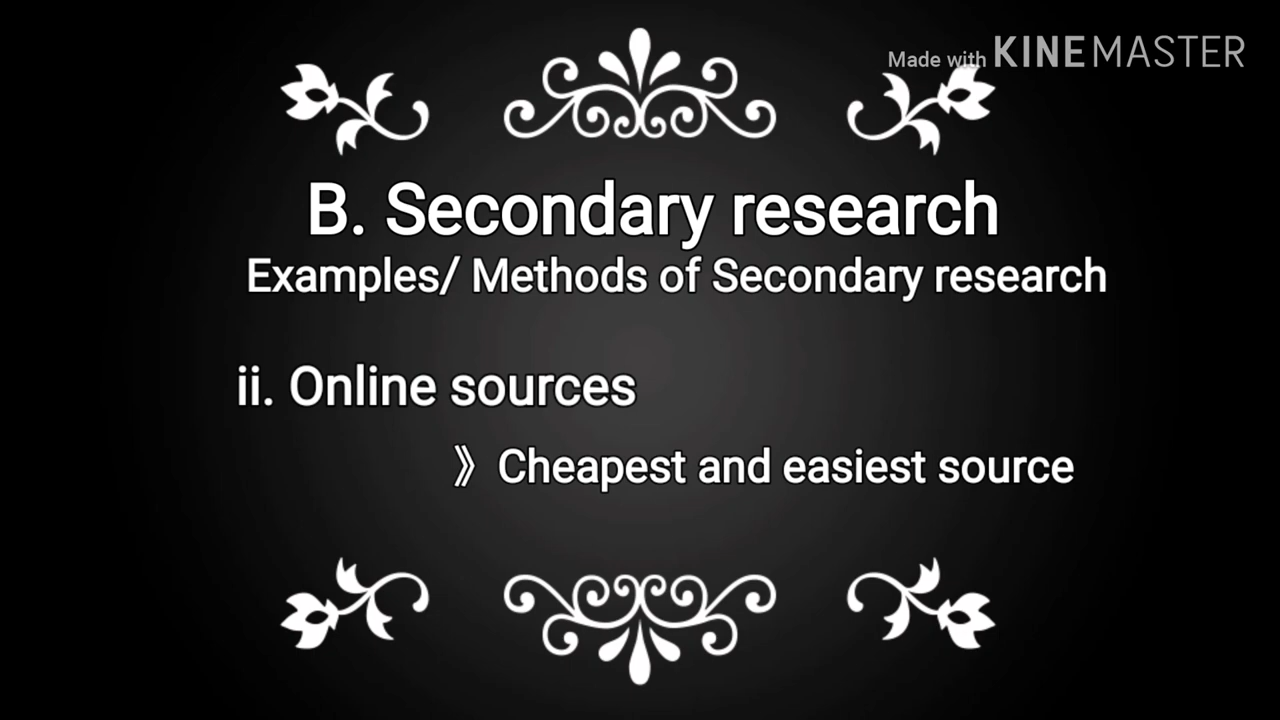 Made with KINEMASTER
B. Secondary research
Examples/ Methods of Secondary research
ii. Online sources
》Cheapest and easiest source